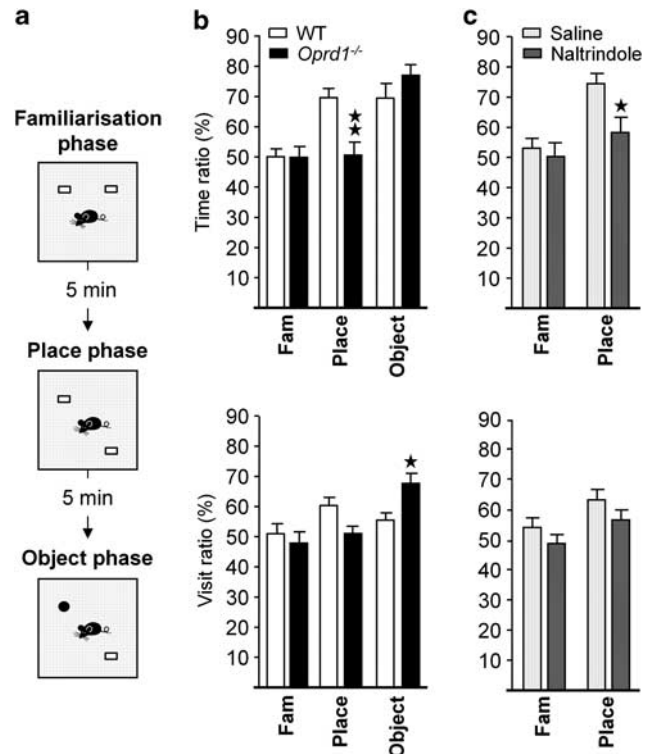 a
Familiarisation
phase
5 min
Place phase
5 min
Object phase
b
WT
Oprd1-/-
Time ratio (%)
90
80
70
60
50
40
30
20
10
Fam
Place
Object
Visit ratio (%)
90
80
70
60
50
40
30
20
10
Fam
Place
Object
c
Saline
Naltrindole
90
80
70
60
50
40
30
20
10
Fam
Place
90
80
70
60
50
40
30
20
10
Fam
Place